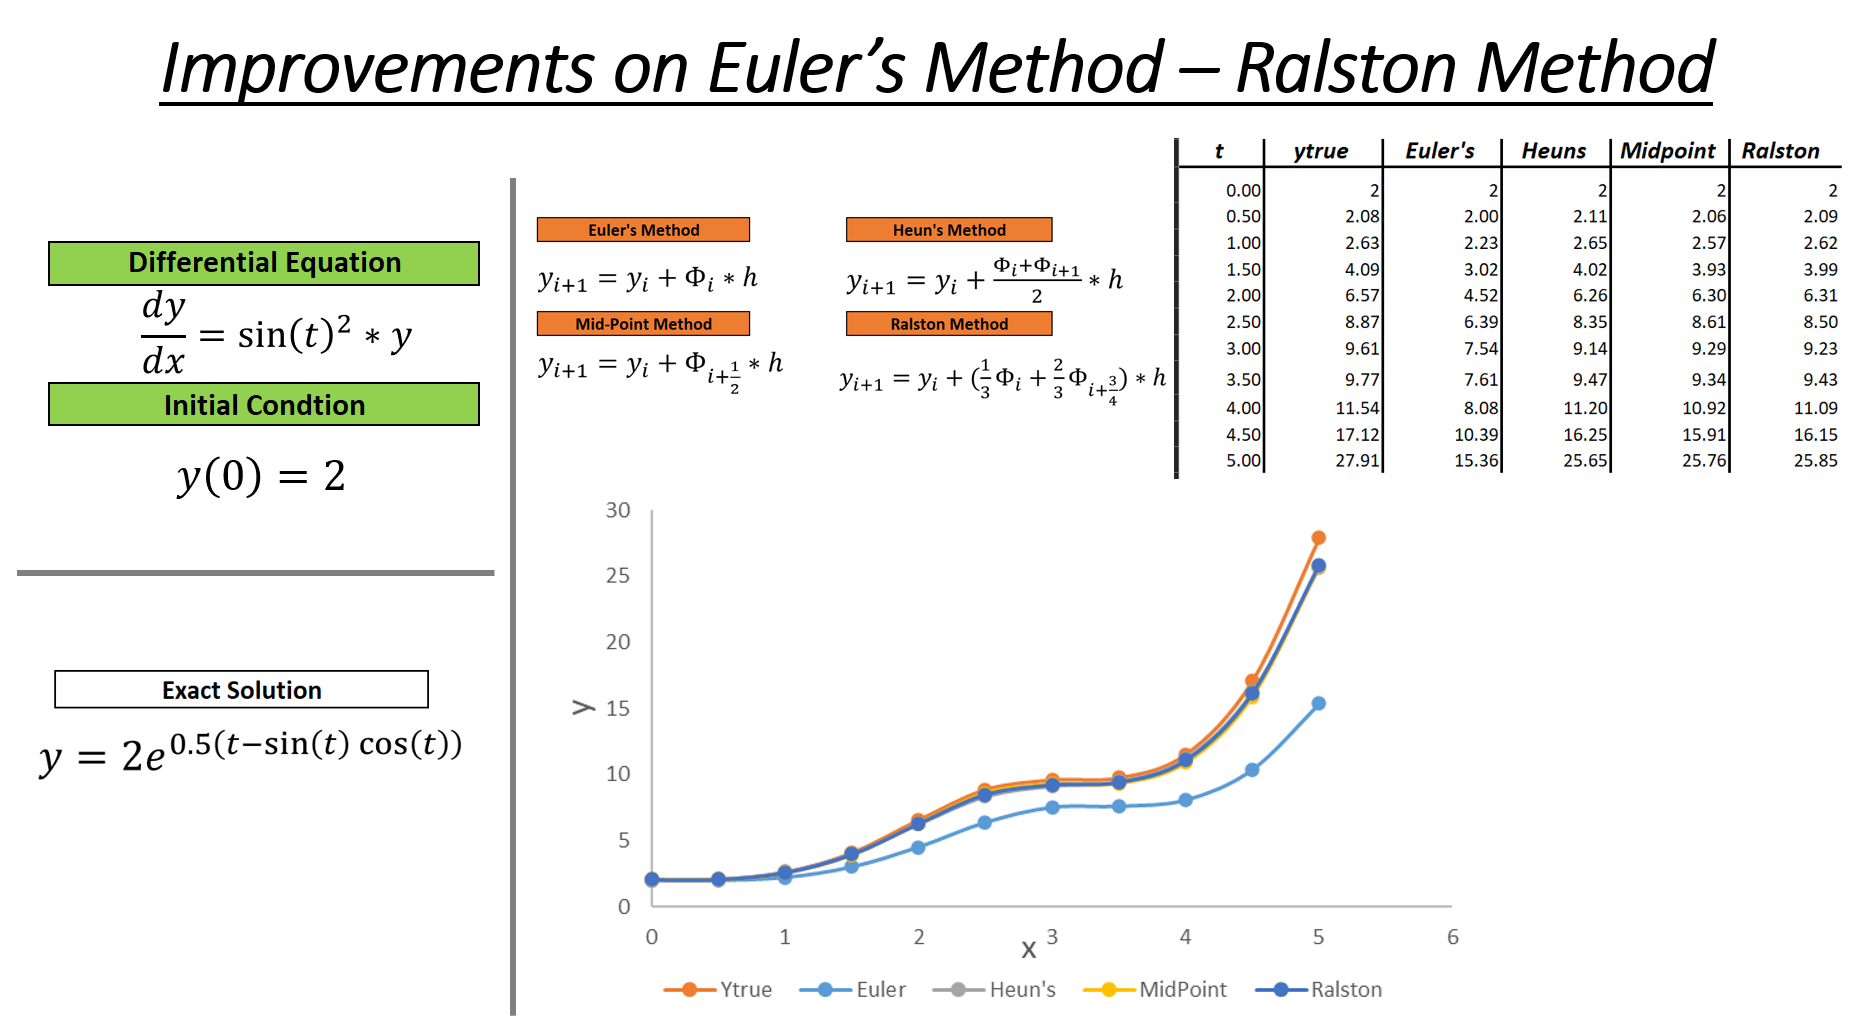 Improvements on Euler's Method – Ralston Method
Differential Equation
dy/dx = sin(t)² * y
Initial Condtion
y(0) = 2
Exact Solution
y = 2e^{0.5(t−sin(t) cos(t))}
Euler's Method
y_{i+1} = y_i + Φ_i * h
Heun's Method
y_{i+1} = y_i + \frac{Φ_i+Φ_{i+1}}{2} * h
Mid-Point Method
y_{i+1} = y_i + Φ_{i+\frac{1}{2}} * h
Ralston Method
y_{i+1} = y_i + (\frac{1}{3}Φ_i + \frac{2}{3}Φ_{i+\frac{3}{4}}) * h
t ytrue Euler's Heuns Midpoint Ralston
0.00 2 2 2 2 2
0.50 2.08 2.00 2.11 2.06 2.09
1.00 2.63 2.23 2.65 2.57 2.62
1.50 4.09 3.02 4.02 3.93 3.99
2.00 6.57 4.52 6.26 6.30 6.31
2.50 8.87 6.39 8.35 8.61 8.50
3.00 9.61 7.54 9.14 9.29 9.23
3.50 9.77 7.61 9.47 9.34 9.43
4.00 11.54 8.08 11.20 10.92 11.09
4.50 17.12 10.39 16.25 15.91 16.15
5.00 27.91 15.36 25.65 25.76 25.85
30
25
20
15
10
5
0
y
0 1 2 3 4 5 6
x
Ytrue Euler Heun's MidPoint Ralston